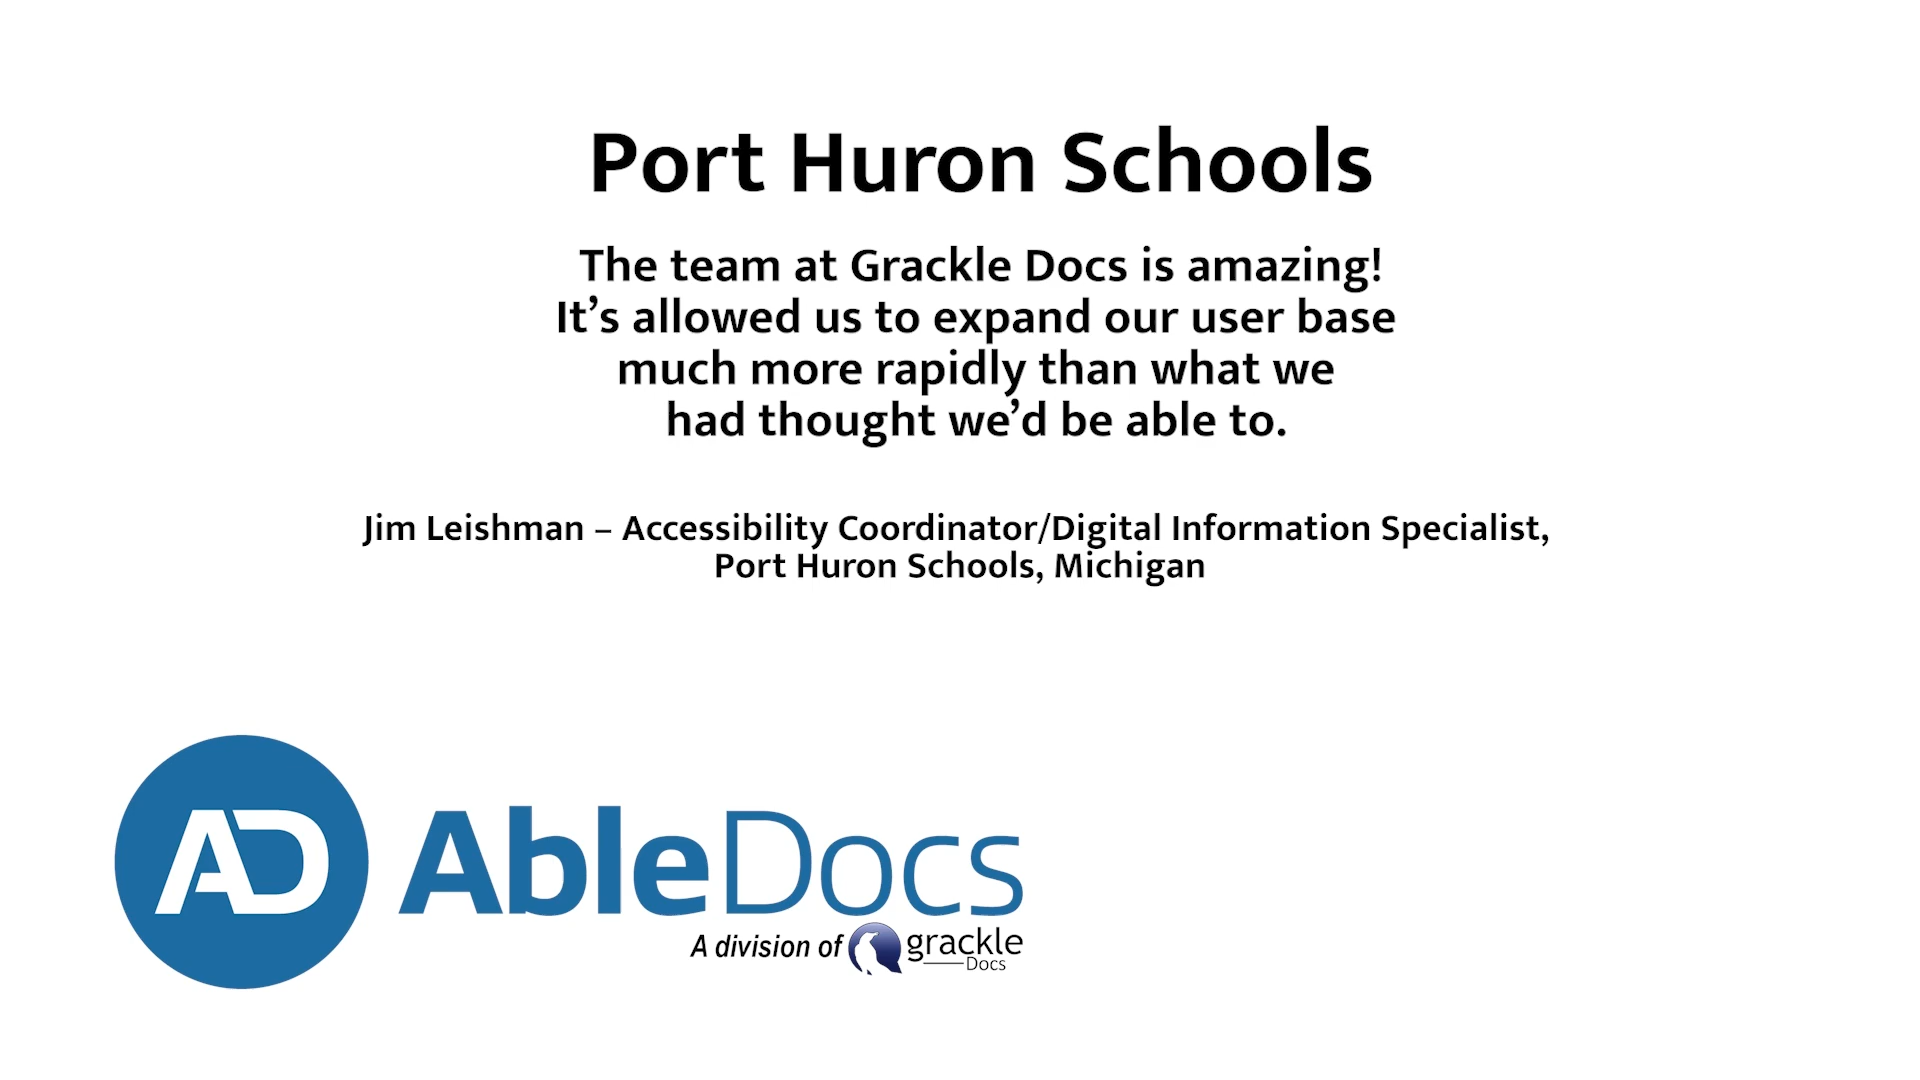 Port Huron Schools
The team at Grackle Docs is amazing!
It’s allowed us to expand our user base
much more rapidly than what we
had thought we’d be able to.
Jim Leishman – Accessibility Coordinator/Digital Information Specialist,
Port Huron Schools, Michigan
AD AbleDocs
A division of grackle
Docs